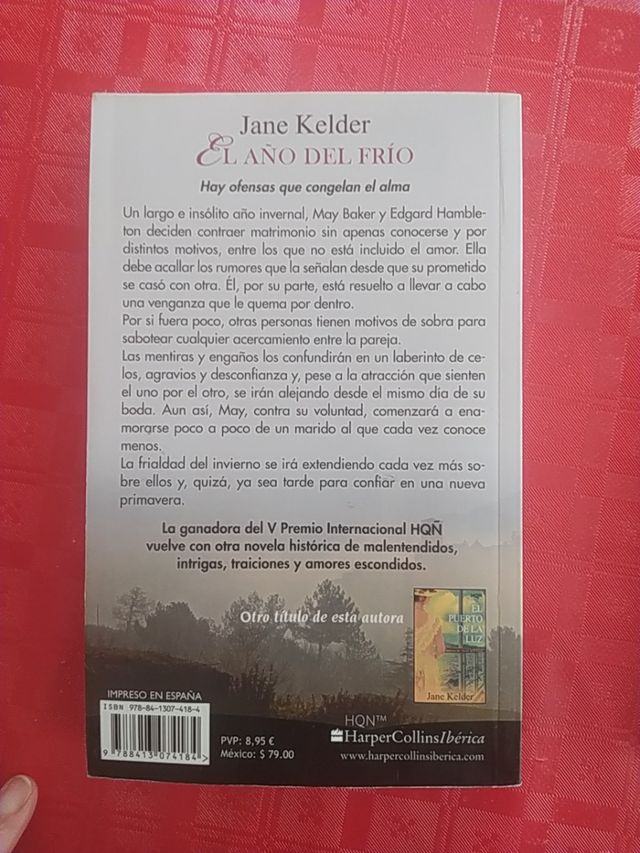 Jane Kelder
EL AÑO DEL FRÍO
Hay ofensas que congelan el alma
Un largo e insólito año invernal, May Baker y Edgard Hamble-
ton deciden contraer matrimonio sin apenas conocerse y por
distintos motivos, entre los que no está incluido el amor. Ella
debe acallar los rumores que la señalan desde que su prometido
se casó con otra. Él, por su parte, está resuelto a llevar a cabo
una venganza que le quema por dentro.
Por si fuera poco, otras personas tienen motivos de sobra para
sabotear cualquier acercamiento entre la pareja.
Las mentiras y engaños los confundirán en un laberinto de ce-
los, agravios y desconfianza y, pese a la atracción que sienten
el uno por el otro, se irán alejando desde el mismo día de su
boda. Aun así, May, contra su voluntad, comenzará a ena-
morarse poco a poco de un marido al que cada vez conoce
menos.
La frialdad del invierno se irá extendiendo cada vez más so-
bre ellos y, quizá, ya sea tarde para confiar en una nueva
primavera.
La ganadora del V Premio Internacional HQÑ
vuelve con otra novela histórica de malentendidos,
intrigas, traiciones y amores escondidos.
Otro título de esta autora
EL
PUERTO
DE LA
LUZ
Jane Kelder
IMPRESO EN ESPAÑA
ISBN 978-84-1307-418-4
9 788413 074184 >
PVP: 8,95 €
México: $ 79.00
HQN™
HarperCollinsIbérica
www.harpercollinsiberica.com